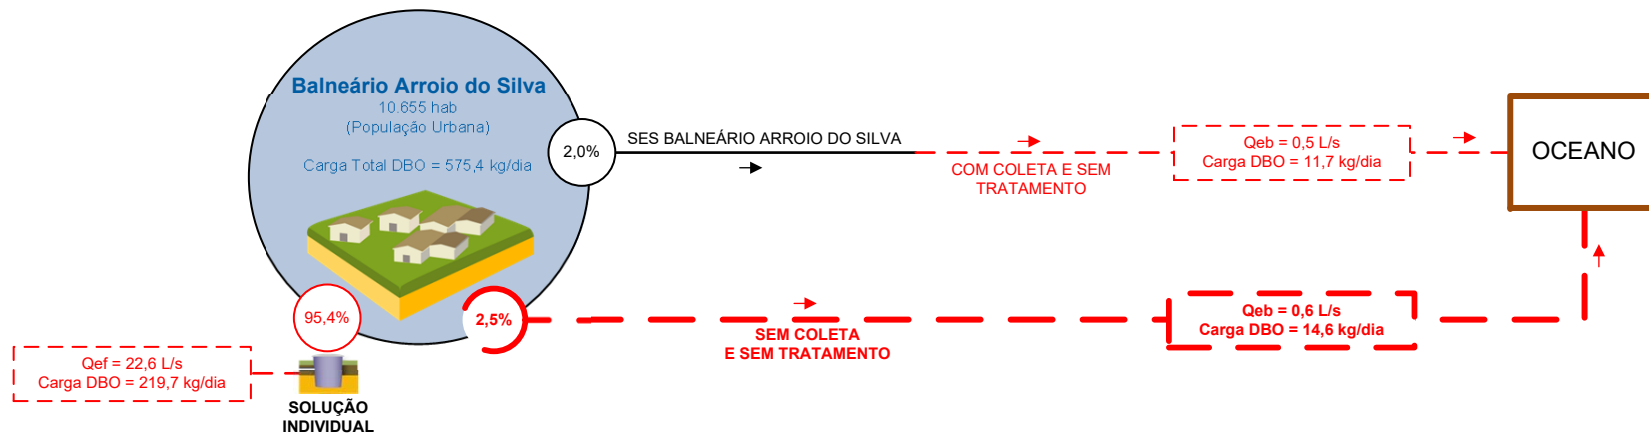 Balneário Arroio do Silva
10.655 hab
(População Urbana)
Carga Total DBO = 575,4 kg/dia
2,0%
SES BALNEÁRIO ARROIO DO SILVA
COM COLETA E SEM
TRATAMENTO
Qeb = 0,5 L/s
Carga DBO = 11,7 kg/dia
OCEANO
95,4%
2,5%
SEM COLETA
E SEM TRATAMENTO
Qeb = 0,6 L/s
Carga DBO = 14,6 kg/dia
Qef = 22,6 L/s
Carga DBO = 219,7 kg/dia
SOLUÇÃO
INDIVIDUAL